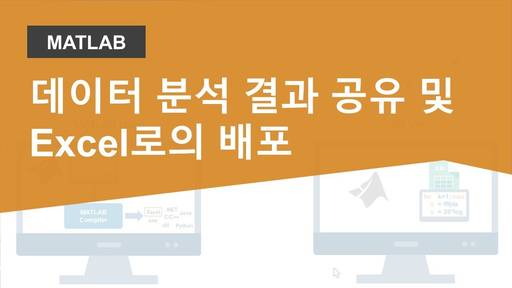 MATLAB
데이터 분석 결과 공유 및
Excel로의 배포
MATLAB
Compiler
Excel
.NET
C/C++
Java
Python